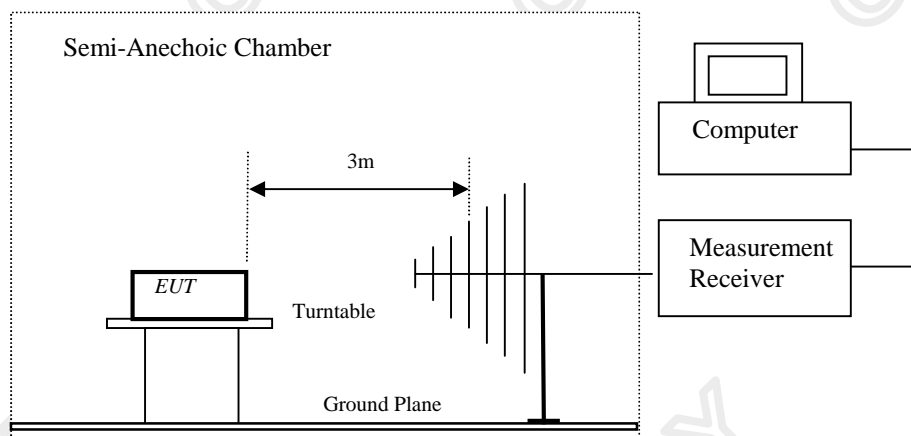 Semi-Anechoic Chamber
3m
EUT
Turntable
Ground Plane
Computer
Measurement
Receiver